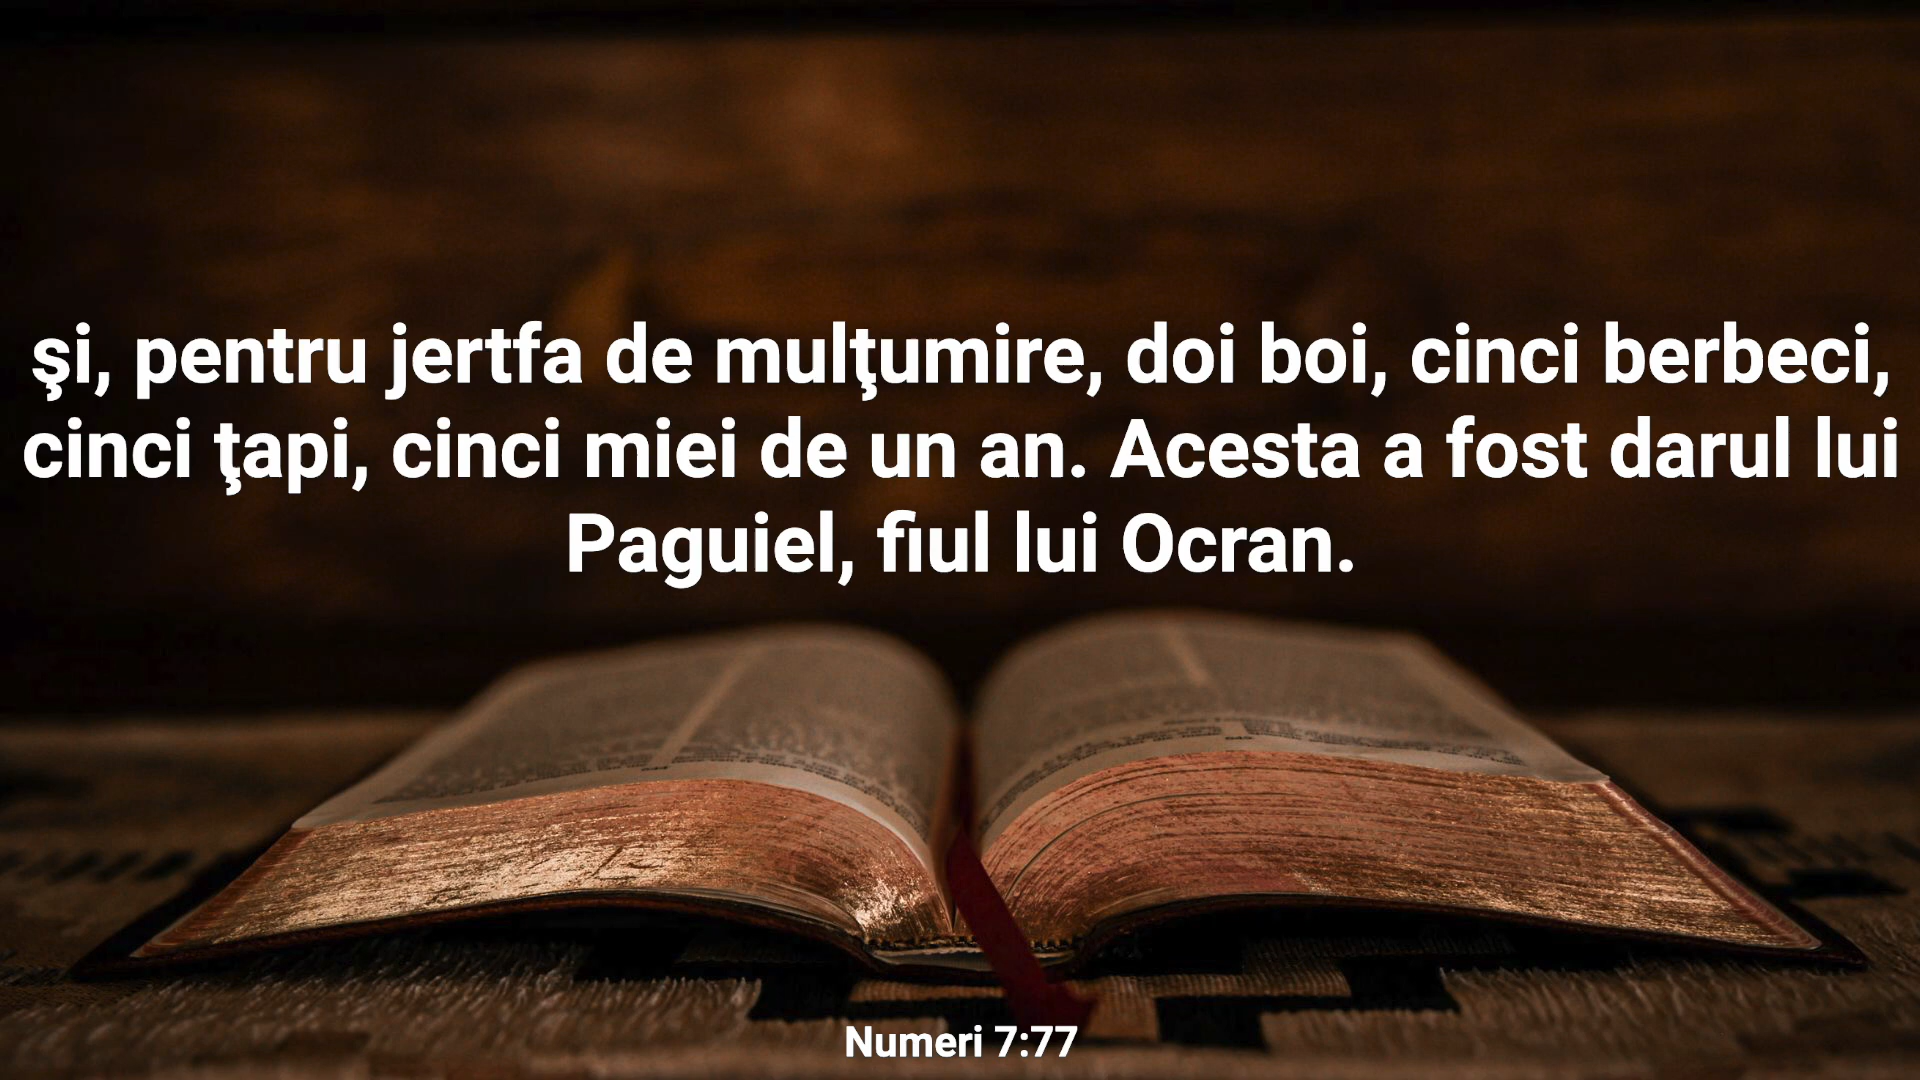 şi, pentru jertfa de mulţumire, doi boi, cinci berbeci,
cinci ţapi, cinci miei de un an. Acesta a fost darul lui
Paguiel, fiul lui Ocran.
Numeri 7:77